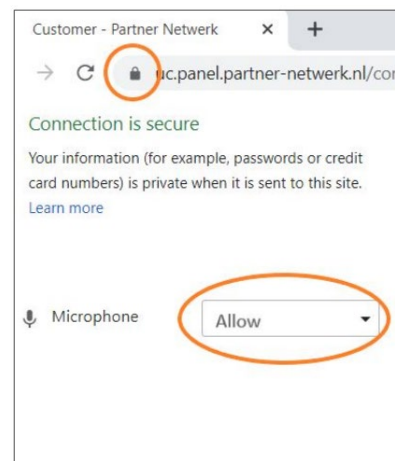 Customer - Partner Netwerk
uc.panel.partner-netwerk.nl/con
Connection is secure
Your information (for example, passwords or credit
card numbers) is private when it is sent to this site.
Learn more
Microphone
Allow